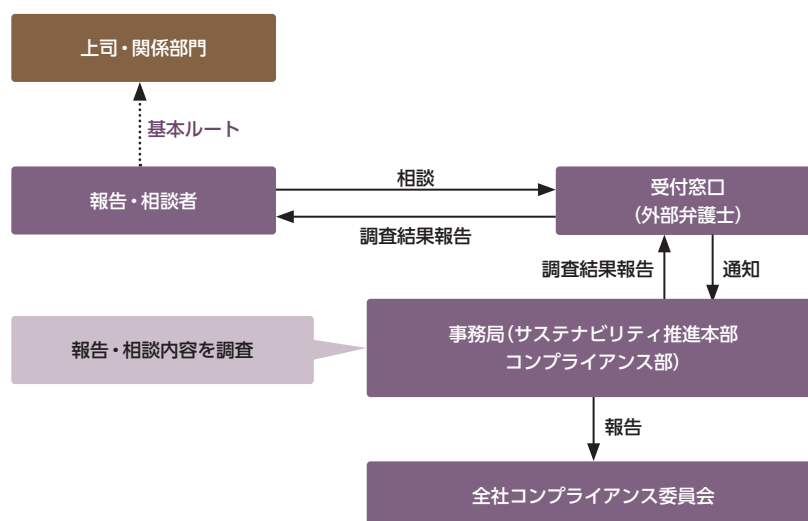 上司・関係部門
基本ルート
報告・相談者
相談
調査結果報告
受付窓口
（外部弁護士）
調査結果報告
通知
報告・相談内容を調査
事務局（サステナビリティ推進本部
コンプライアンス部）
報告
全社コンプライアンス委員会